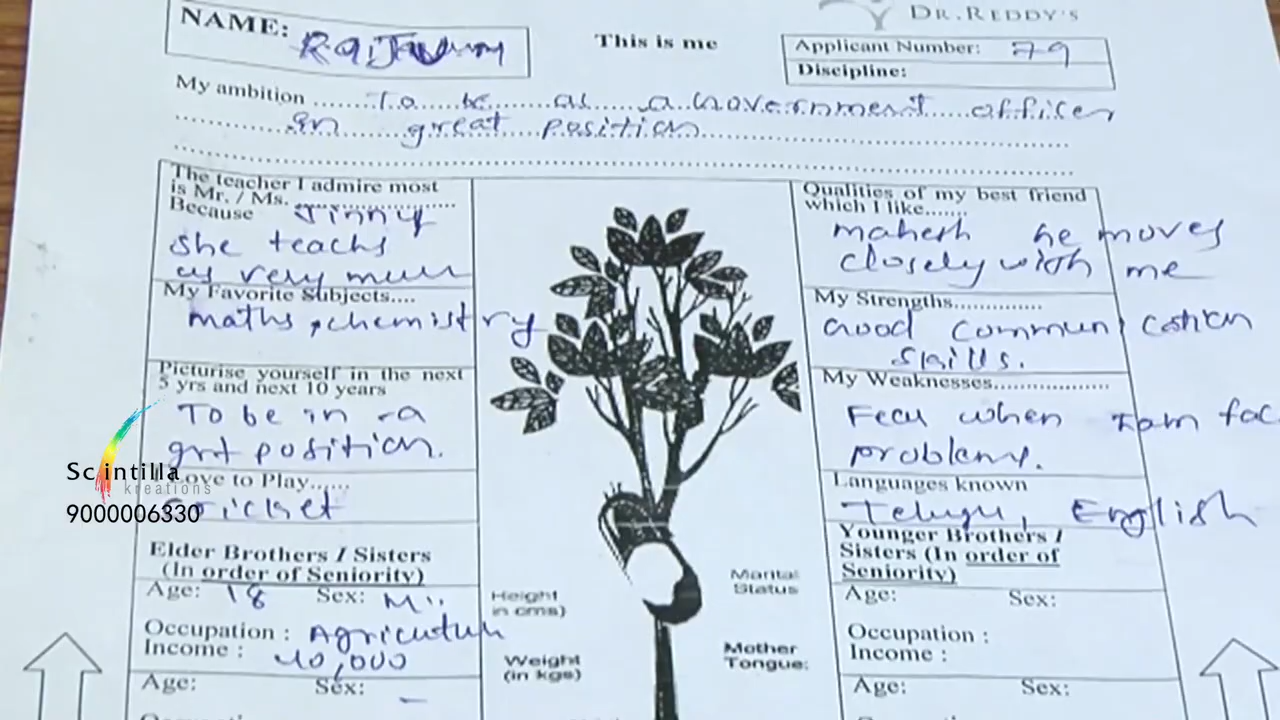 DR. REDDY'S
NAME:
This is me
Applicant Number: 79
Discipline:
My ambition ...... To be as a Government officer
in great position
The teacher I admire most
is Mr. / Ms. ......
Because Jinny
she teachs
us very
My Favorite Subjects....
maths, chemistry
Picturise yourself in the next
5 yrs and next 10 years
To be in a
grt position.
Love to Play......
cricket
Elder Brothers / Sisters
(In order of Seniority)
Age: 18 Sex: M
Occupation : Agricultuh
Income : 40,000
Age: Sex: –
Height
in cms)
Weight
(in kgs)
Marital
Status
Mother
Tongue:
Qualities of my best friend
which I like.......
mahesh he moves
closely with me
My Strengths..............
Good communication
skills.
My Weaknesses....................
Fear when I am fac
problems.
Languages known
Telugu, English
Younger Brothers /
Sisters (In order of
Seniority)
Age: Sex:
Occupation :
Income :
Age: Sex:
Scintilla
kreations
9000006330